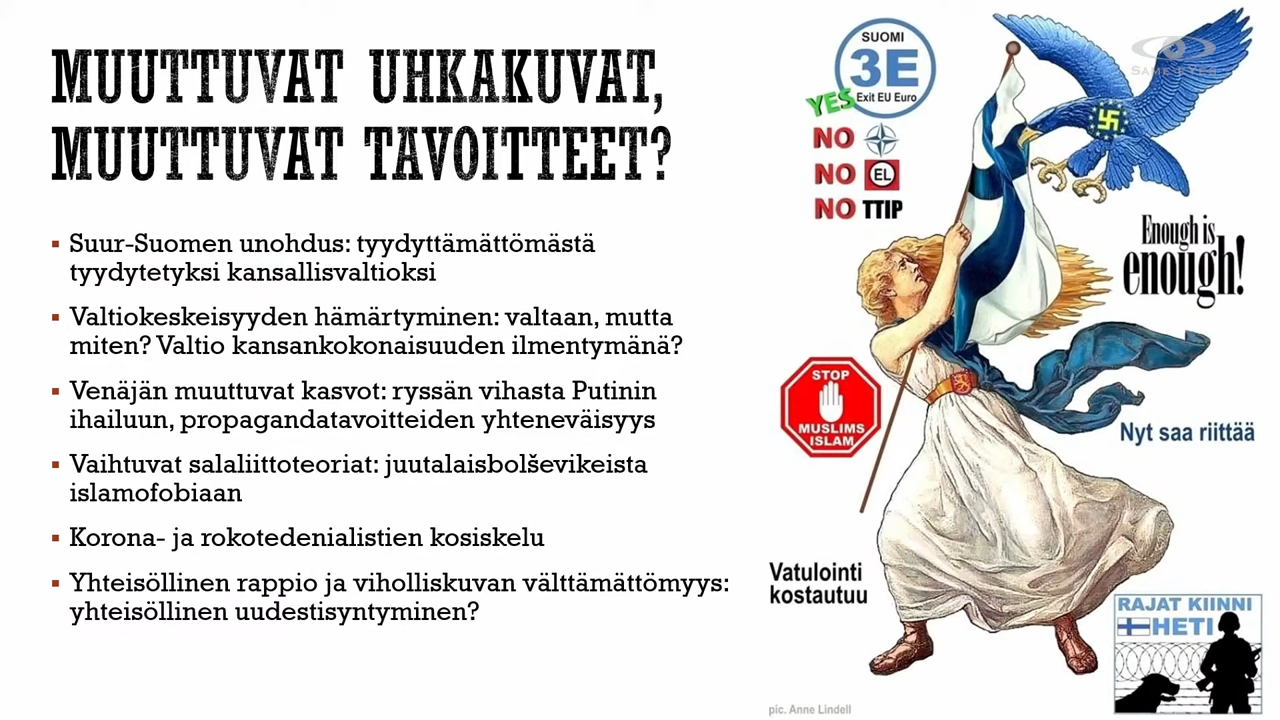 MUUTTUVAT UHKAKUVAT,
MUUTTUVAT TAVOITTEET?
Suur-Suomen unohdus: tyydyttämättömästä
tyydytetyksi kansallisvaltioksi
Valtiokeskeisyyden hämärtyminen: valtaan, mutta
miten? Valtio kansankokonaisuuden ilmentymänä?
Venäjän muuttuvat kasvot: ryssän vihasta Putinin
ihailuun, propagandatavoitteiden yhteneväisyys
Vaihtuvat salaliittoteoriat: juutalaisbolševikeista
islamofobiaan
Korona- ja rokotedenialistien kosiskelu
Yhteisöllinen rappio ja viholliskuvan välttämättömyys:
yhteisöllinen uudestisyntyminen?
SUOMI
3E
Exit EU Euro
YES
NO
NO EL
NO TTIP
Enough is
enough!
STOP
MUSLIMS
ISLAM
Nyt saa riittää
Vatulointi
kostautuu
RAJAT KIINNI
HETI
pic. Anne Lindell